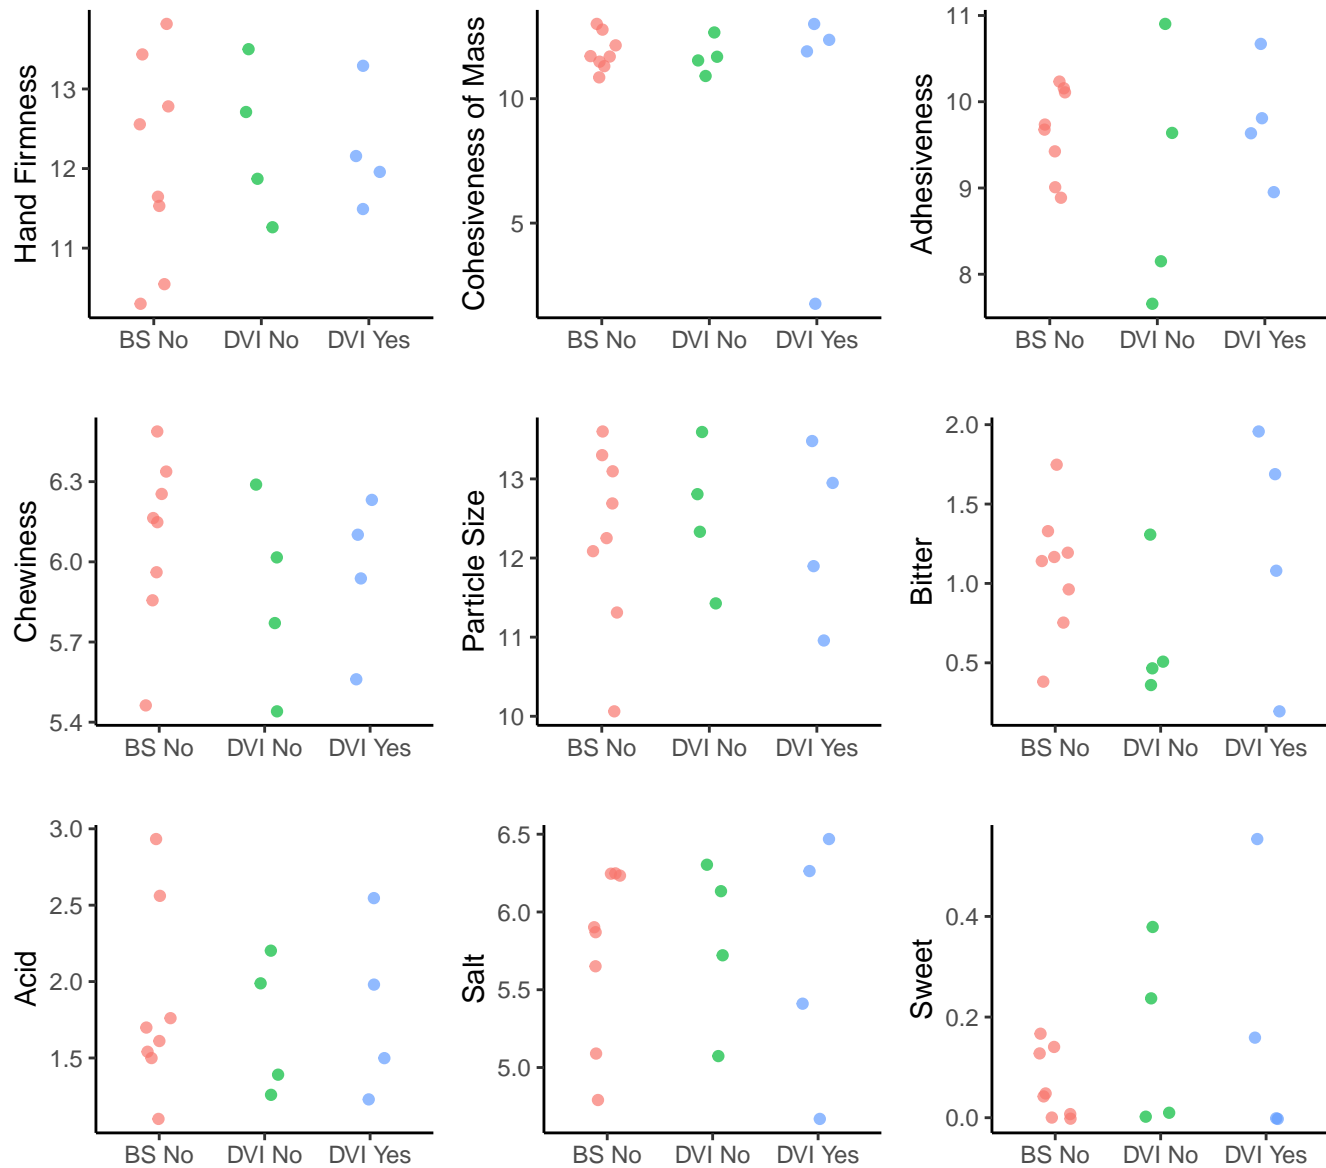 Hand Firmness
13
12
11
BS No DVI No DVI Yes
Cohesiveness of Mass
10
5
BS No DVI No DVI Yes
Adhesiveness
11
10
9
8
BS No DVI No DVI Yes
Chewiness
6.3
6.0
5.7
5.4
BS No DVI No DVI Yes
Particle Size
13
12
11
10
BS No DVI No DVI Yes
Bitter
2.0
1.5
1.0
0.5
BS No DVI No DVI Yes
Acid
3.0
2.5
2.0
1.5
BS No DVI No DVI Yes
Salt
6.5
6.0
5.5
5.0
BS No DVI No DVI Yes
Sweet
0.4
0.2
0.0
BS No DVI No DVI Yes